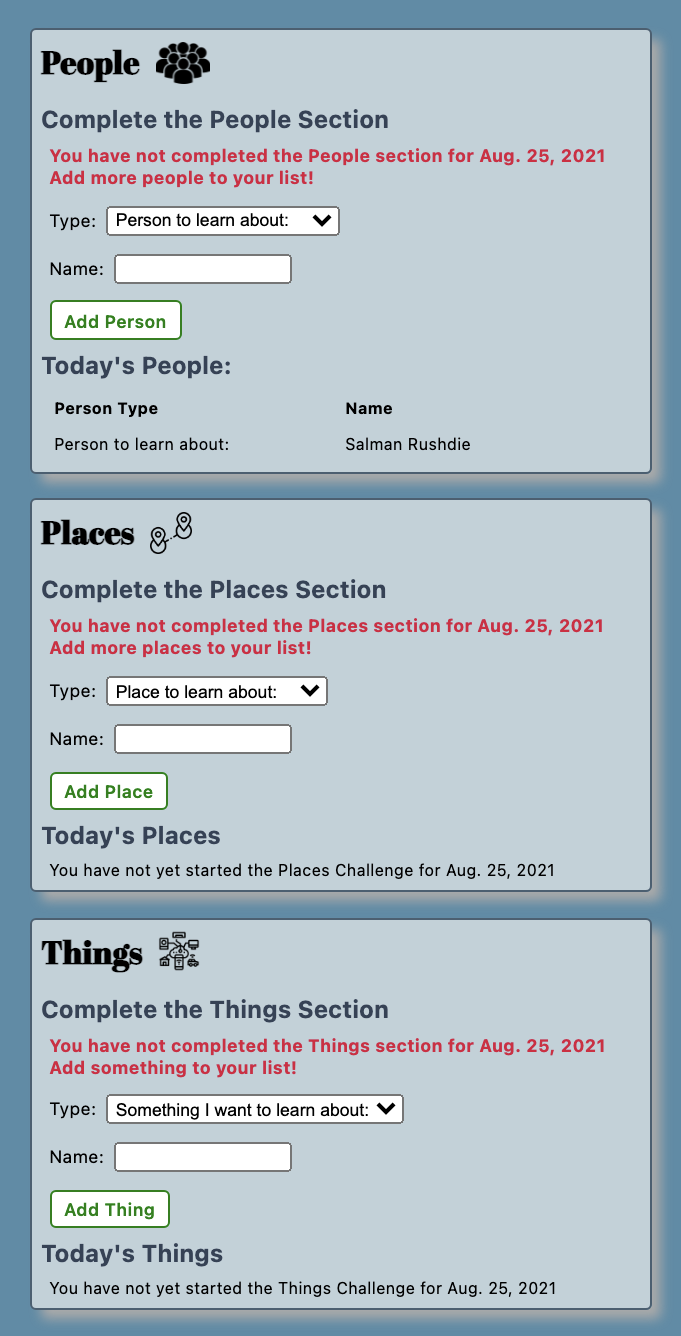 People
Complete the People Section
You have not completed the People section for Aug. 25, 2021
Add more people to your list!
Type: Person to learn about:
Name:
Add Person
Today's People:
Person Type Name
Person to learn about: Salman Rushdie
Places
Complete the Places Section
You have not completed the Places section for Aug. 25, 2021
Add more places to your list!
Type: Place to learn about:
Name:
Add Place
Today's Places
You have not yet started the Places Challenge for Aug. 25, 2021
Things
Complete the Things Section
You have not completed the Things section for Aug. 25, 2021
Add something to your list!
Type: Something I want to learn about:
Name:
Add Thing
Today's Things
You have not yet started the Things Challenge for Aug. 25, 2021